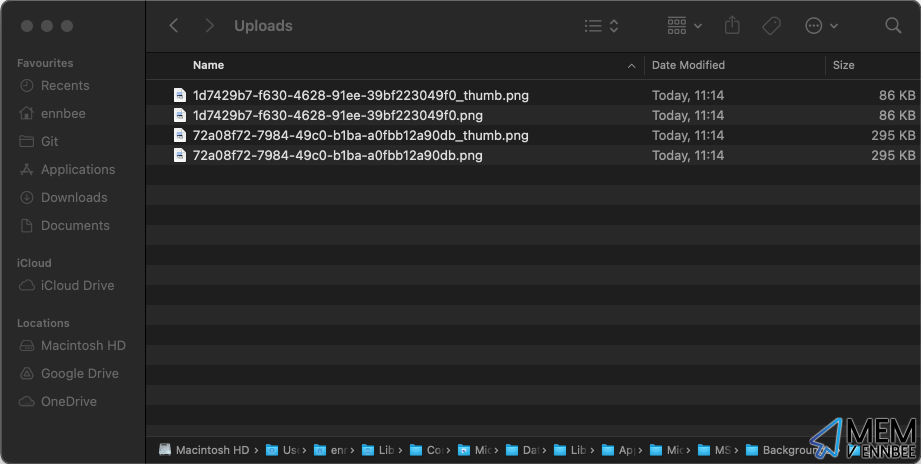 Uploads
Favourites
Recents
ennbee
Git
Applications
Downloads
Documents
iCloud
iCloud Drive
Locations
Macintosh HD
Google Drive
OneDrive
Name Date Modified Size
1d7429b7-f630-4628-91ee-39bf223049f0_thumb.png Today, 11:14 86 KB
1d7429b7-f630-4628-91ee-39bf223049f0.png Today, 11:14 86 KB
72a08f72-7984-49c0-b1ba-a0fbb12a90db_thumb.png Today, 11:14 295 KB
72a08f72-7984-49c0-b1ba-a0fbb12a90db.png Today, 11:14 295 KB
Macintosh HD › Us › enr › Lib › Co › Mic › Dat › Lib › Ap › Mic › MS › Background
MEM
ENNBEE